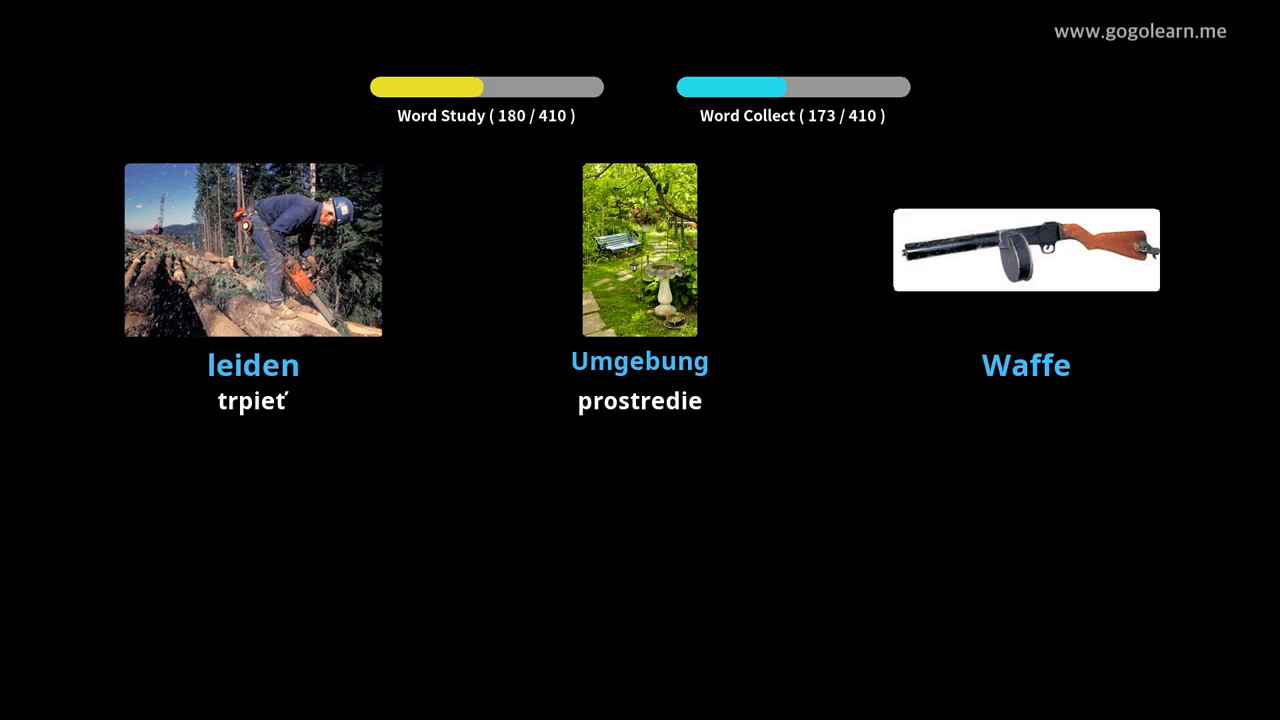 www.gogolearn.me
Word Study ( 180 / 410 )
Word Collect ( 173 / 410 )
leiden
trpieť
Umgebung
prostredie
Waffe